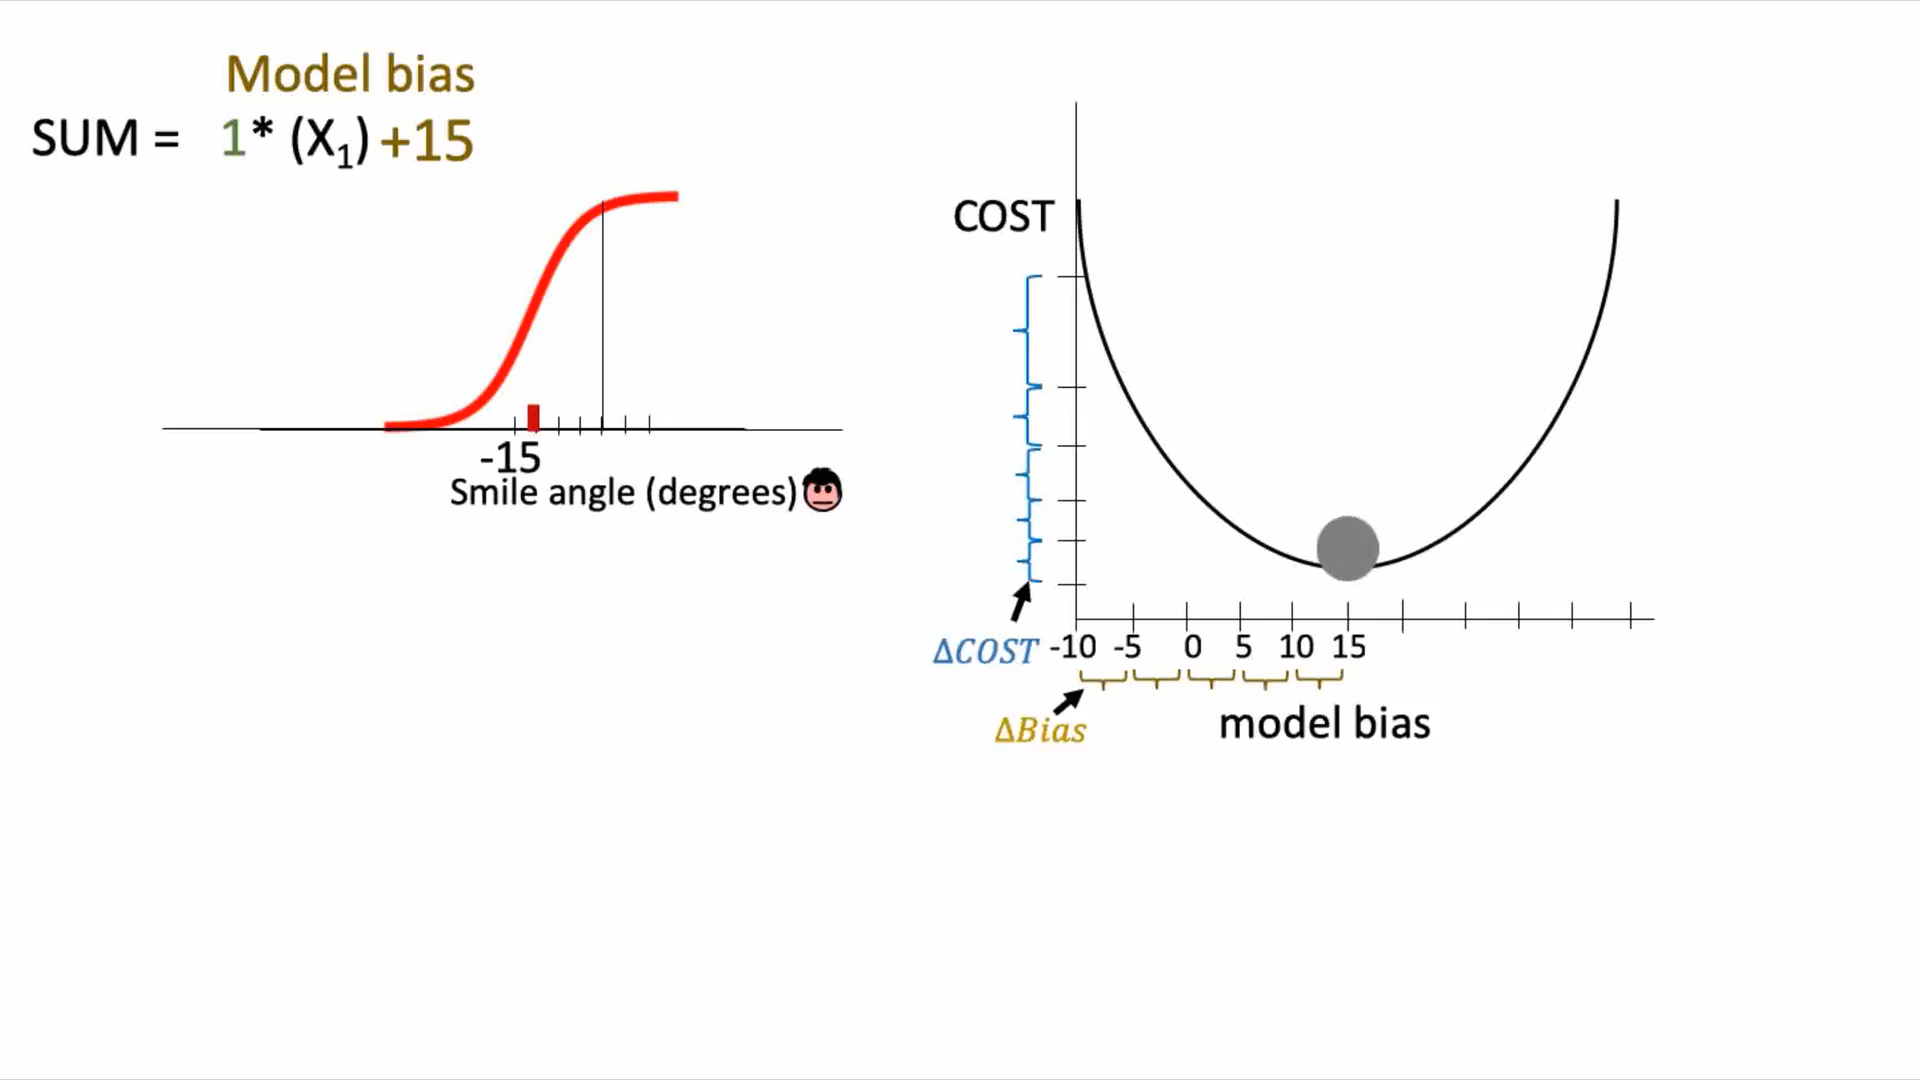 Model bias
SUM = 1* (X₁) +15
-15
Smile angle (degrees)
COST
ΔCOST
-10 -5 0 5 10 15
ΔBias
model bias